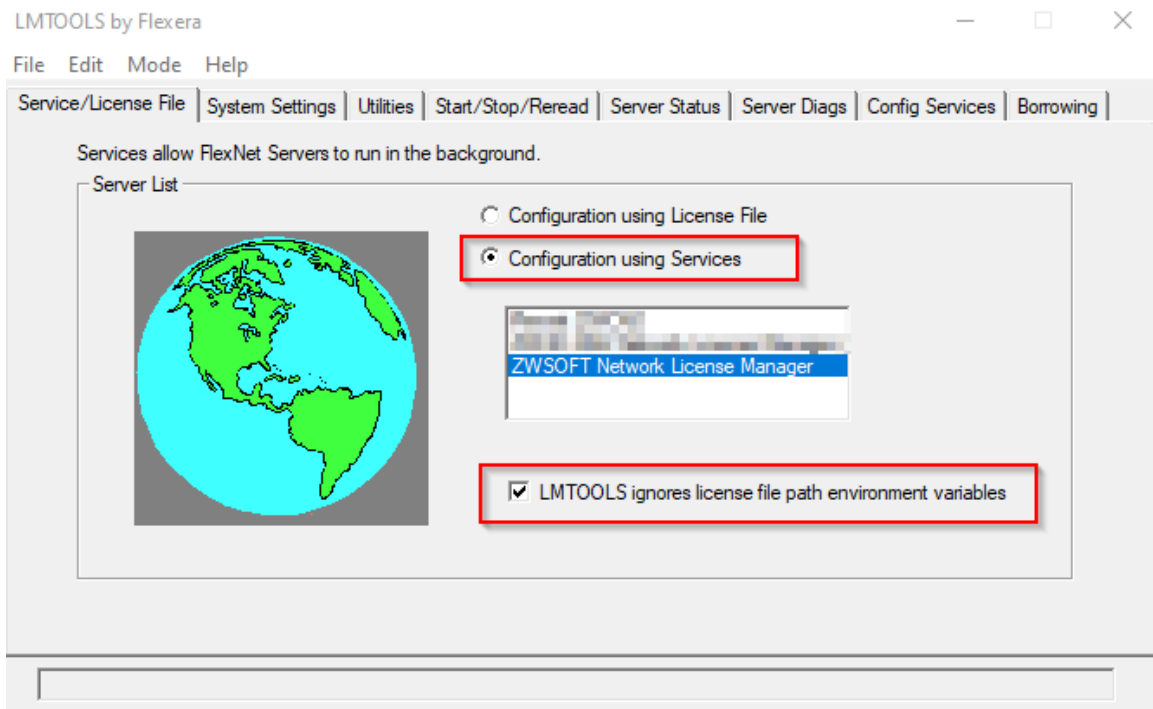 LMTOOLS by Flexera
File Edit Mode Help
Service/License File System Settings Utilities Start/Stop/Reread Server Status Server Diags Config Services Borrowing
Services allow FlexNet Servers to run in the background.
Server List
Configuration using License File
Configuration using Services
ZWSOFT Network License Manager
LMTOOLS ignores license file path environment variables